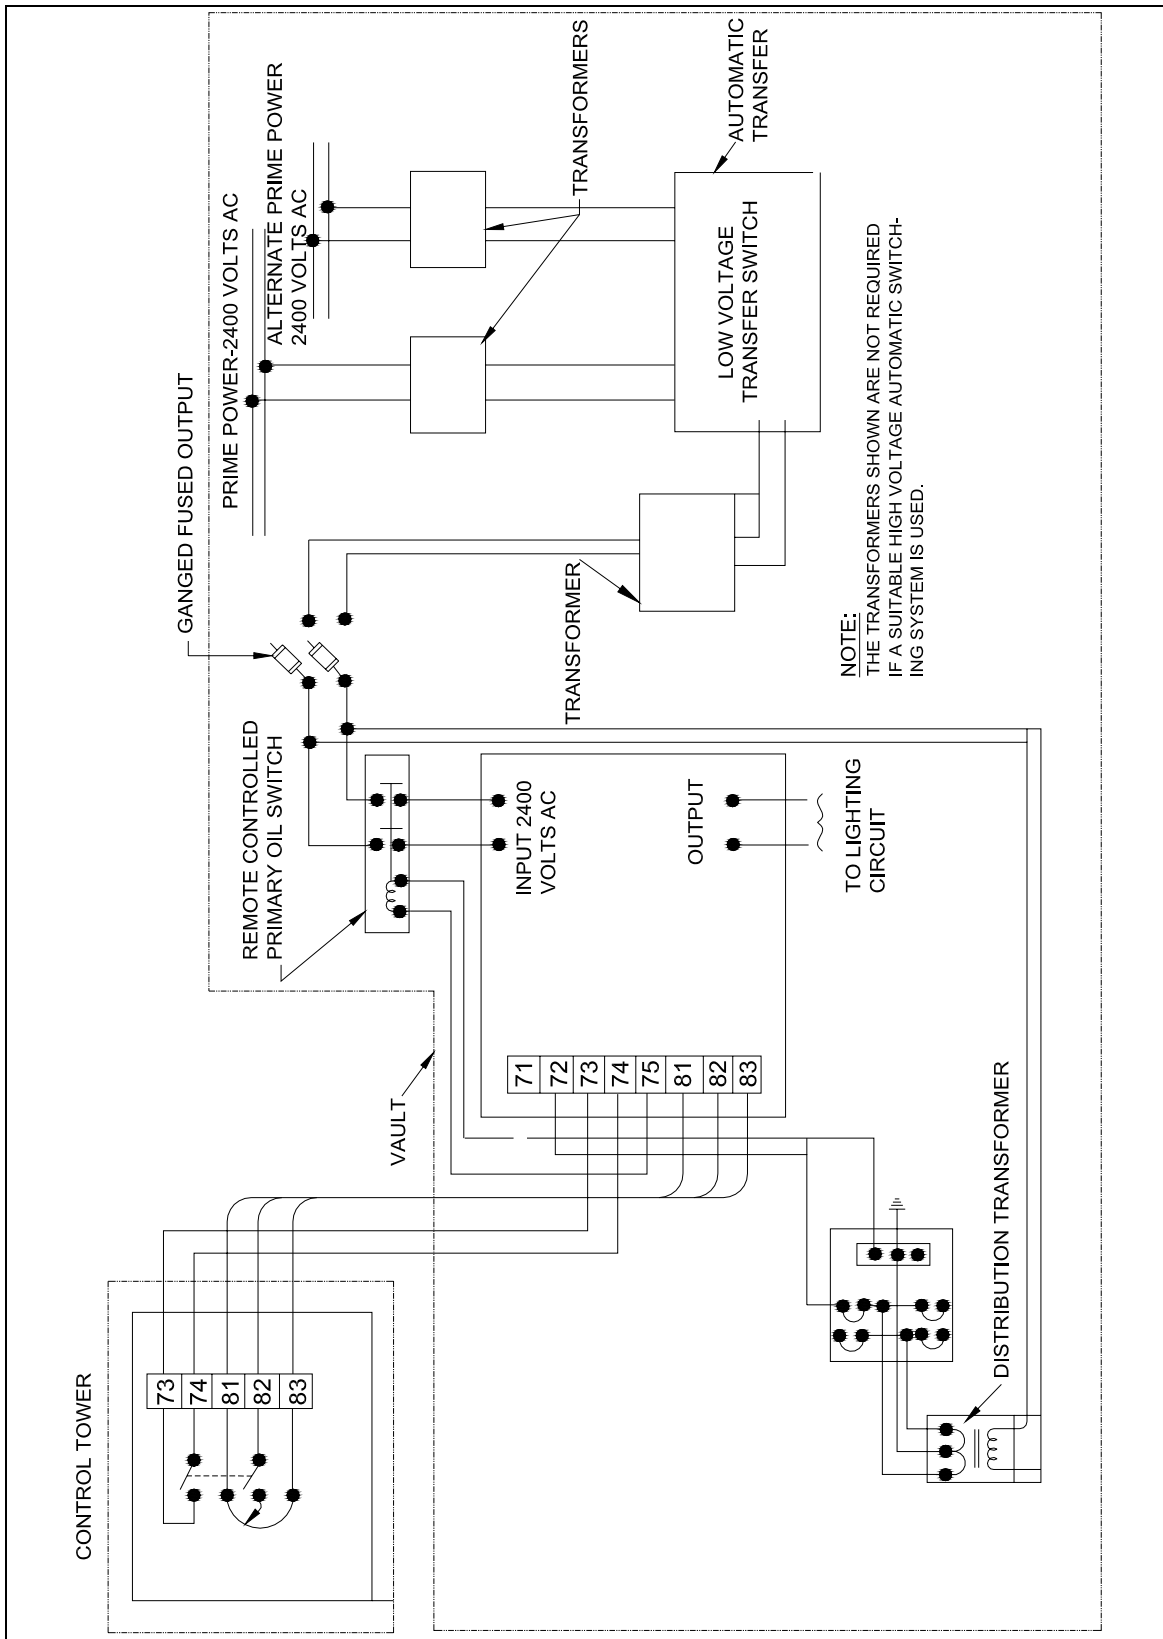 CONTROL TOWER
73
74
81
82
83
VAULT
REMOTE CONTROLLED
PRIMARY OIL SWITCH
GANGED FUSED OUTPUT
PRIME POWER-2400 VOLTS AC
ALTERNATE PRIME POWER
2400 VOLTS AC
TRANSFORMERS
AUTOMATIC
TRANSFER
LOW VOLTAGE
TRANSFER SWITCH
TRANSFORMER
71
72
73
74
75
81
82
83
INPUT 2400
VOLTS AC
OUTPUT
TO LIGHTING
CIRCUIT
DISTRIBUTION TRANSFORMER
NOTE:
THE TRANSFORMERS SHOWN ARE NOT REQUIRED
IF A SUITABLE HIGH VOLTAGE AUTOMATIC SWITCH-
ING SYSTEM IS USED.